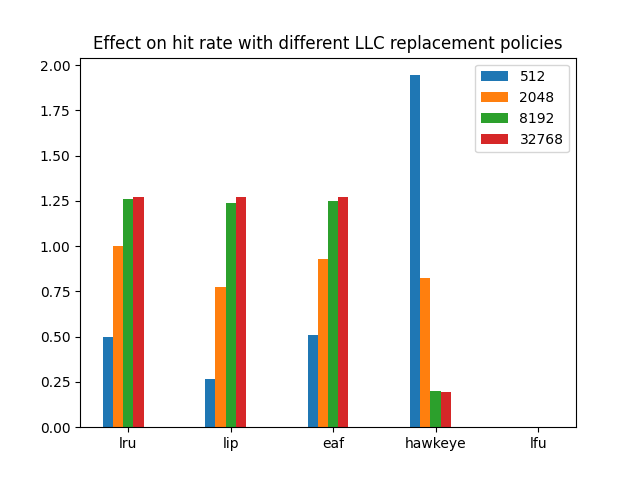 Effect on hit rate with different LLC replacement policies
2.00
1.75
1.50
1.25
1.00
0.75
0.50
0.25
0.00
512
2048
8192
32768
lru
lip
eaf
hawkeye
lfu